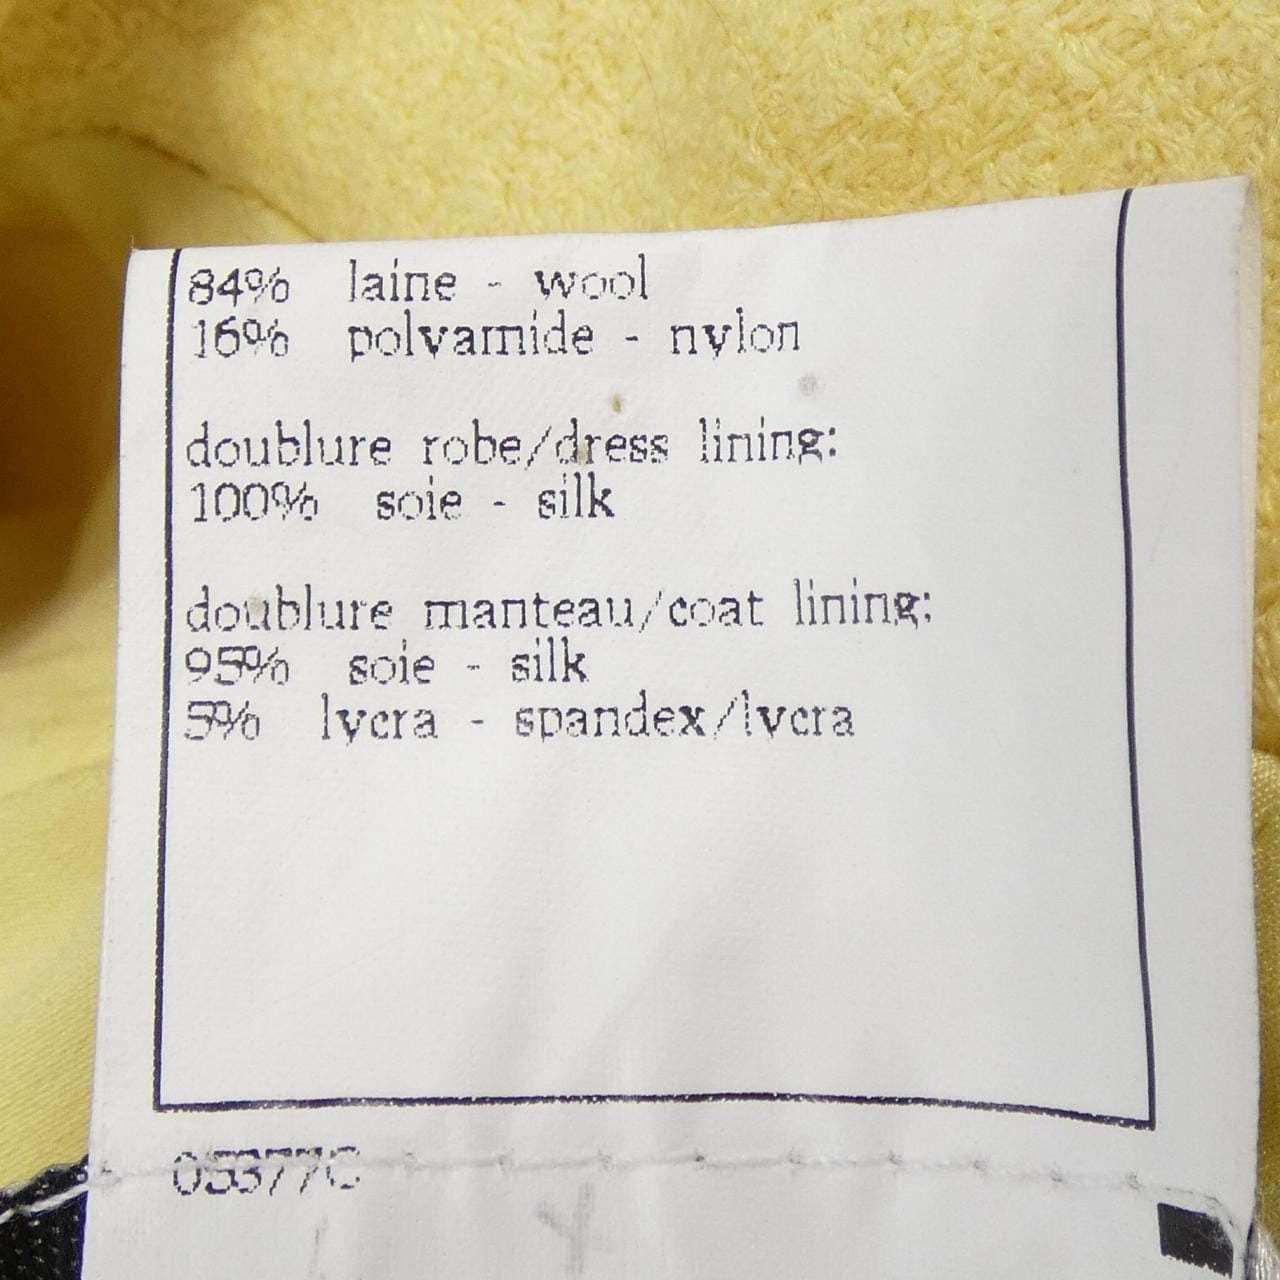 84% laine - wool
16% polyamide - nylon
doublure robe/dress lining:
100% soie - silk
doublure manteau/coat lining:
95% soie - silk
5% lycra - spandex/lycra
05377C